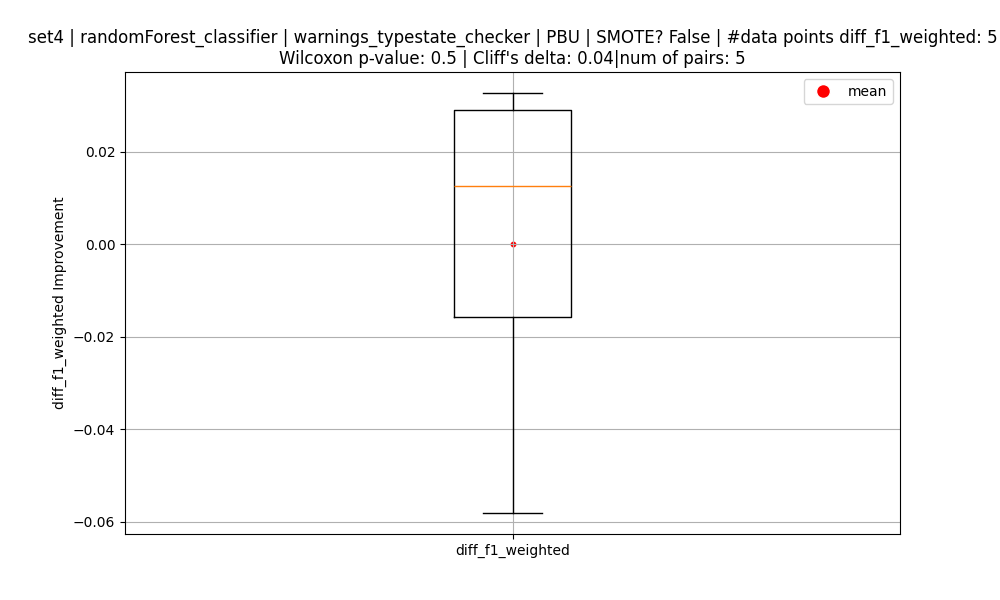 set4 | randomForest_classifier | warnings_typestate_checker | PBU | SMOTE? False | #data points diff_f1_weighted: 5
Wilcoxon p-value: 0.5 | Cliff's delta: 0.04|num of pairs: 5
mean
0.02
0.00
−0.02
−0.04
−0.06
diff_f1_weighted Improvement
diff_f1_weighted